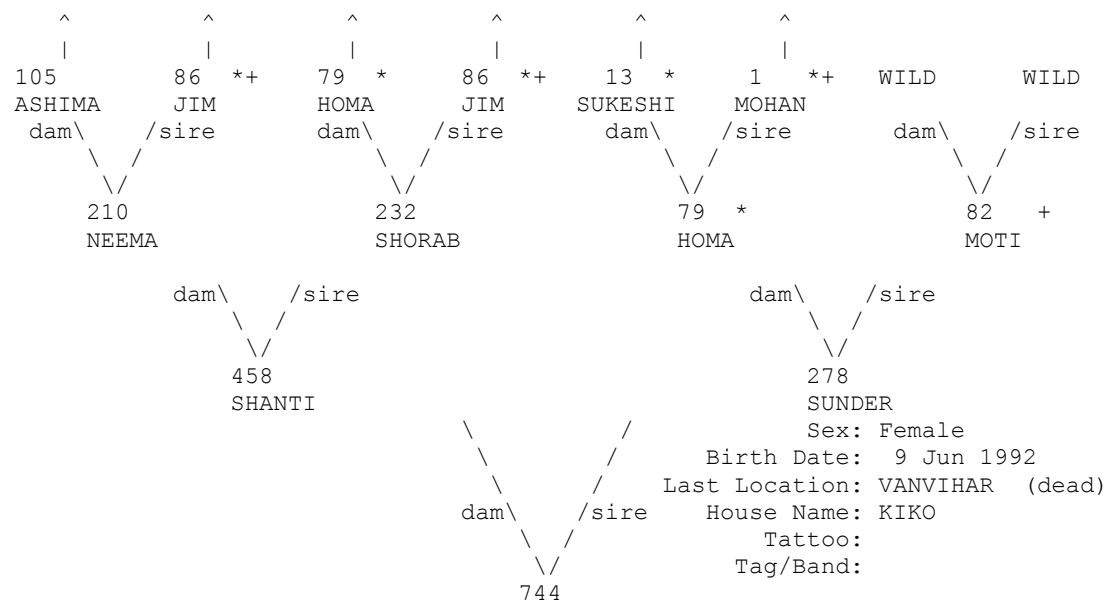 ^ ^ ^ ^ ^ ^
| | | | | |
105 86 *+ 79 * 86 *+ 13 * 1 *+ WILD WILD
ASHIMA JIM HOMA JIM SUKESHI MOHAN
dam\ /sire dam\ /sire dam\ /sire dam\ /sire
\ / \ / \ / \ /
\/ \/ \/ \/
210 232 79 * 82 +
NEEMA SHORAB HOMA MOTI
dam\ /sire dam\ /sire
\ / \ /
\/ \/
458 278
SHANTI SUNDER
\ / Sex: Female
\ / Birth Date: 9 Jun 1992
\ / Last Location: VANVIHAR (dead)
dam\ /sire House Name: KIKO
\ / Tattoo:
\/ Tag/Band:
744